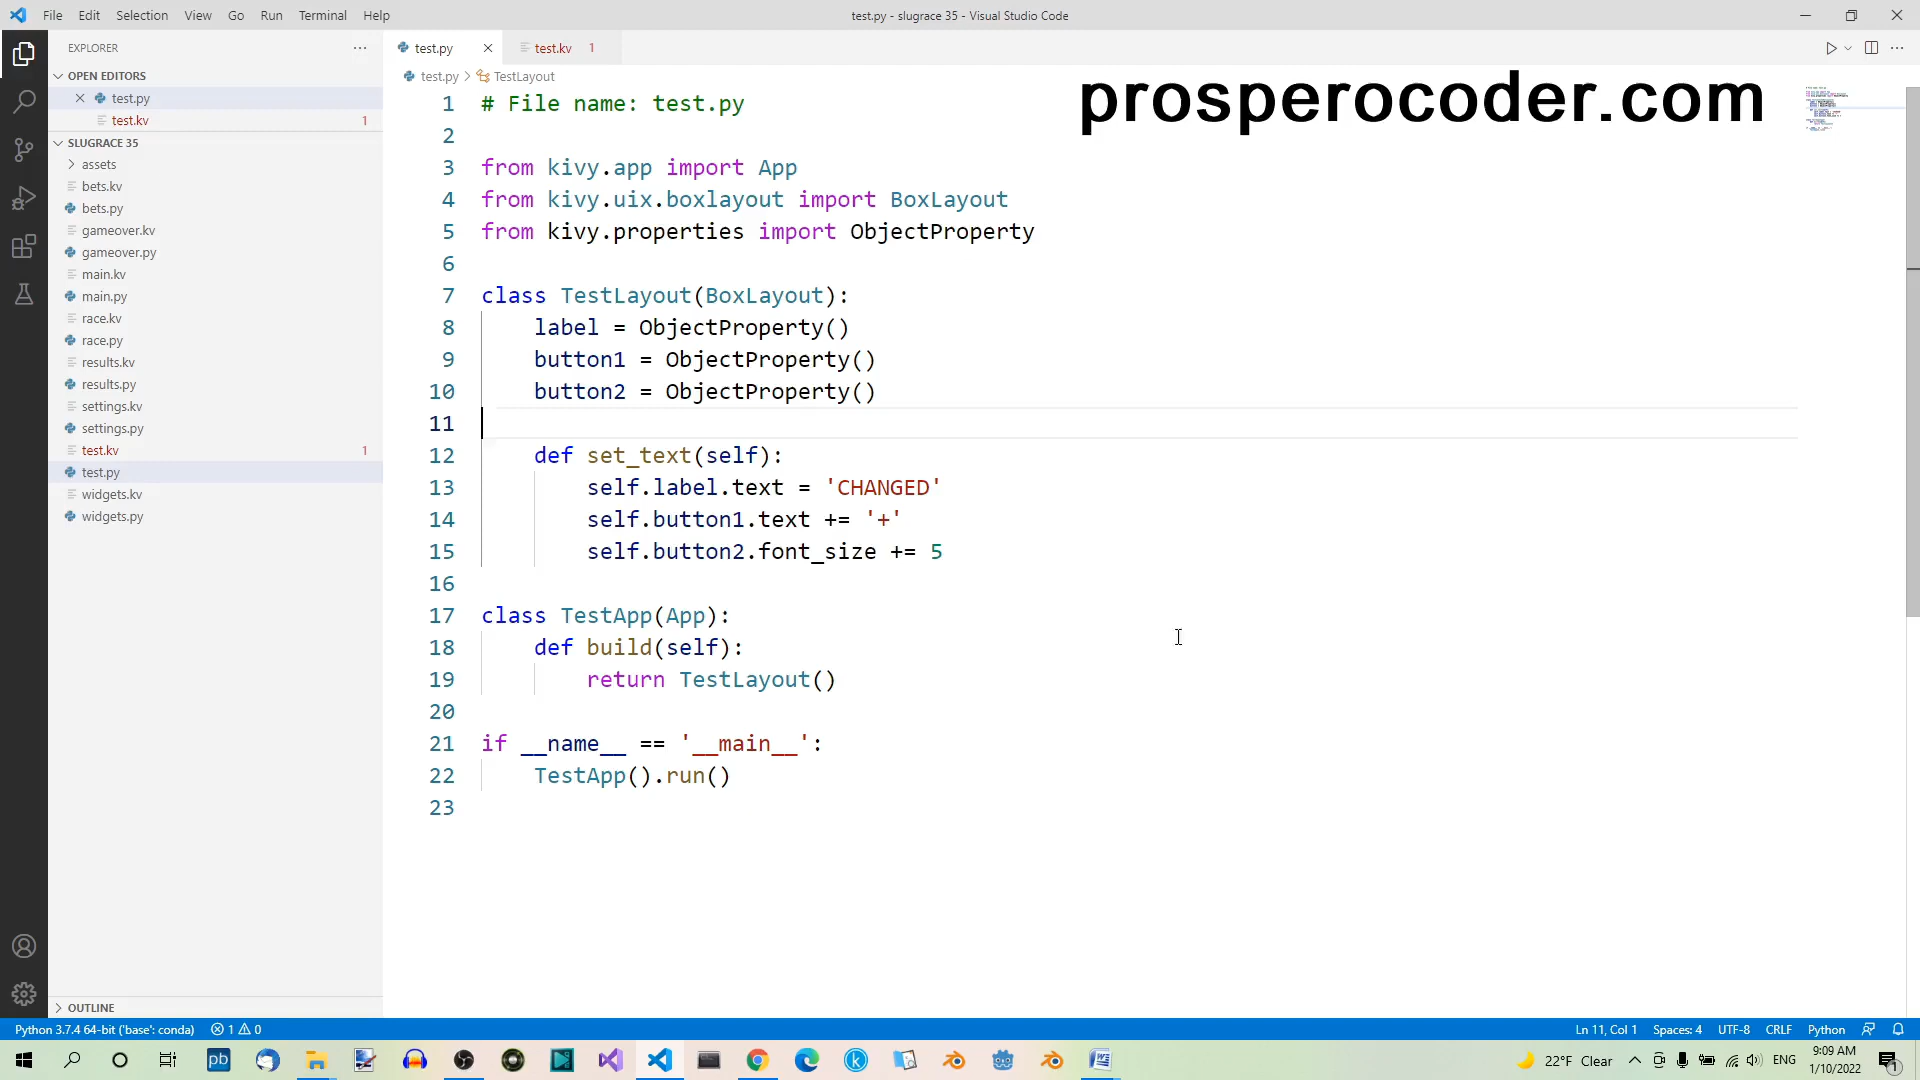 File Edit Selection View Go Run Terminal Help
test.py - slugrace 35 - Visual Studio Code
EXPLORER
OPEN EDITORS
test.py
test.kv 1
SLUGRACE 35
assets
bets.kv
bets.py
gameover.kv
gameover.py
main.kv
main.py
race.kv
race.py
results.kv
results.py
settings.kv
settings.py
test.kv 1
test.py
widgets.kv
widgets.py
OUTLINE
test.py
test.kv 1
test.py > TestLayout
prosperocoder.com
1 # File name: test.py
2
3 from kivy.app import App
4 from kivy.uix.boxlayout import BoxLayout
5 from kivy.properties import ObjectProperty
6
7 class TestLayout(BoxLayout):
8 label = ObjectProperty()
9 button1 = ObjectProperty()
10 button2 = ObjectProperty()
11
12 def set_text(self):
13 self.label.text = 'CHANGED'
14 self.button1.text += '+'
15 self.button2.font_size += 5
16
17 class TestApp(App):
18 def build(self):
19 return TestLayout()
20
21 if __name__ == '__main__':
22 TestApp().run()
23
Python 3.7.4 64-bit ('base': conda) 1 0
Ln 11, Col 1 Spaces: 4 UTF-8 CRLF Python
pb
22°F Clear
ENG
9:09 AM
1/10/2022
1